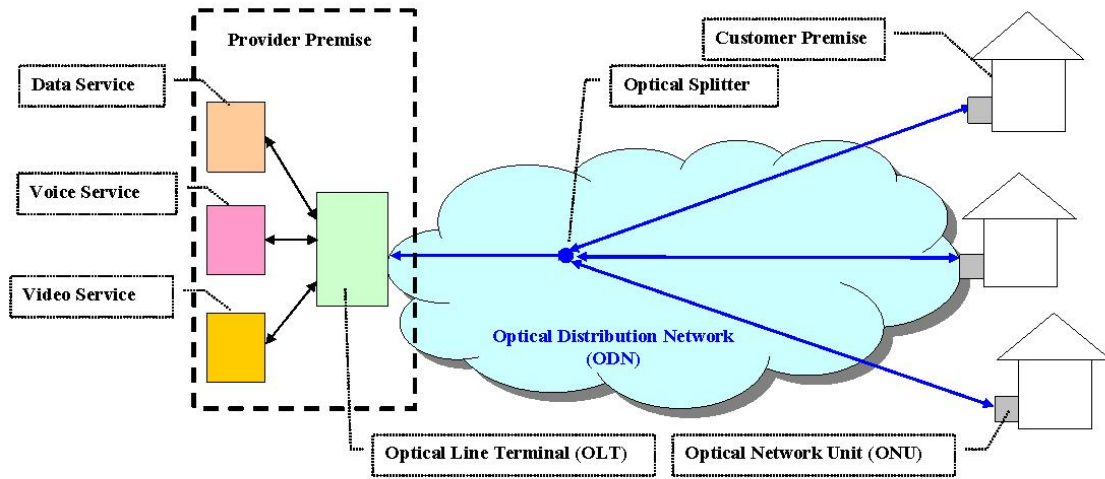 Provider Premise
Customer Premise
Data Service
Optical Splitter
Voice Service
Video Service
Optical Distribution Network
(ODN)
Optical Line Terminal (OLT)
Optical Network Unit (ONU)